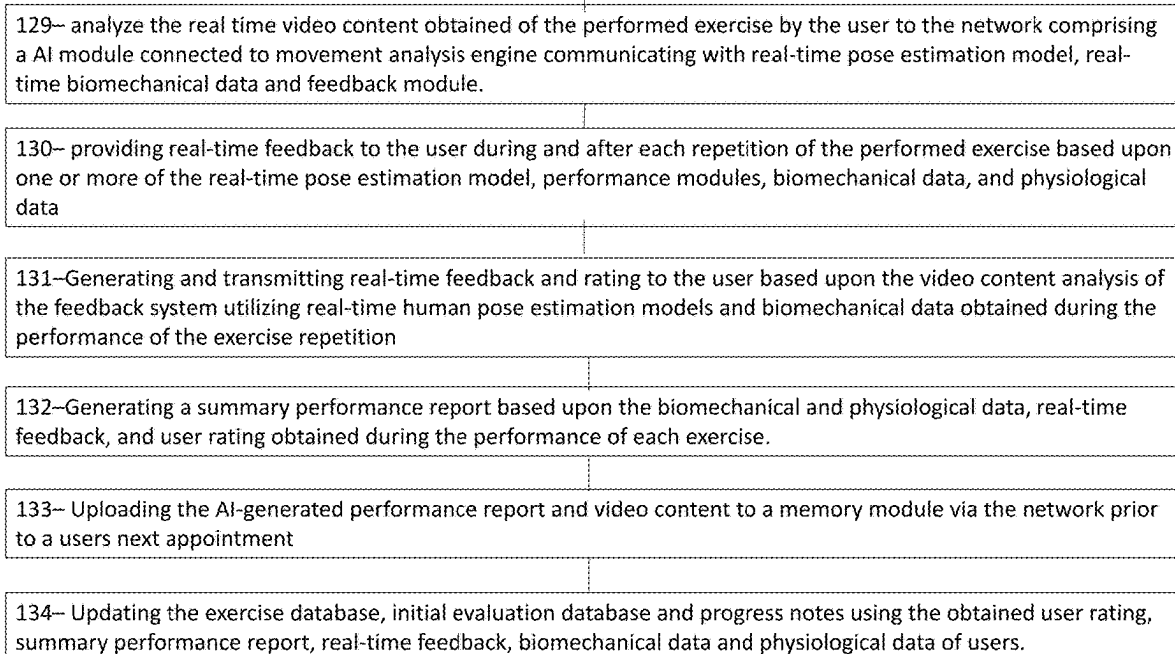 129– analyze the real time video content obtained of the performed exercise by the user to the network comprising
a AI module connected to movement analysis engine communicating with real-time pose estimation model, real-
time biomechanical data and feedback module.
130– providing real-time feedback to the user during and after each repetition of the performed exercise based upon
one or more of the real-time pose estimation model, performance modules, biomechanical data, and physiological
data
131–Generating and transmitting real-time feedback and rating to the user based upon the video content analysis of
the feedback system utilizing real-time human pose estimation models and biomechanical data obtained during the
performance of the exercise repetition
132–Generating a summary performance report based upon the biomechanical and physiological data, real-time
feedback, and user rating obtained during the performance of each exercise.
133– Uploading the AI-generated performance report and video content to a memory module via the network prior
to a users next appointment
134– Updating the exercise database, initial evaluation database and progress notes using the obtained user rating,
summary performance report, real-time feedback, biomechanical data and physiological data of users.